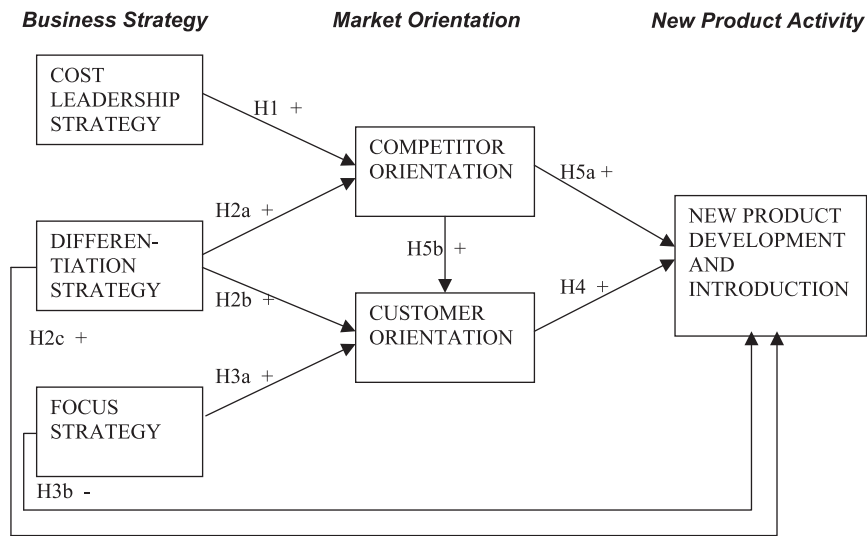 Business Strategy
Market Orientation
New Product Activity
COST
LEADERSHIP
STRATEGY
H1 +
COMPETITOR
ORIENTATION
H5a +
H2a +
NEW PRODUCT
DEVELOPMENT
AND
INTRODUCTION
DIFFEREN-
TIATION
STRATEGY
H5b +
H2b +
H4 +
CUSTOMER
ORIENTATION
H2c +
H3a +
FOCUS
STRATEGY
H3b -